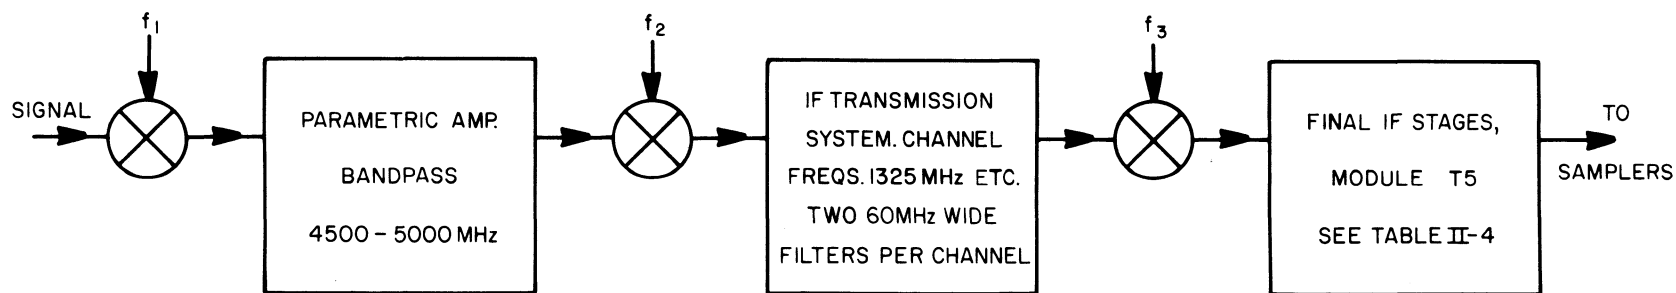 f1
f2
f3
SIGNAL
PARAMETRIC AMP.
BANDPASS
4500 – 5000 MHz
IF TRANSMISSION
SYSTEM. CHANNEL
FREQS. 1325 MHz ETC.
TWO 60MHz WIDE
FILTERS PER CHANNEL
FINAL IF STAGES,
MODULE T5
SEE TABLE II-4
TO
SAMPLERS